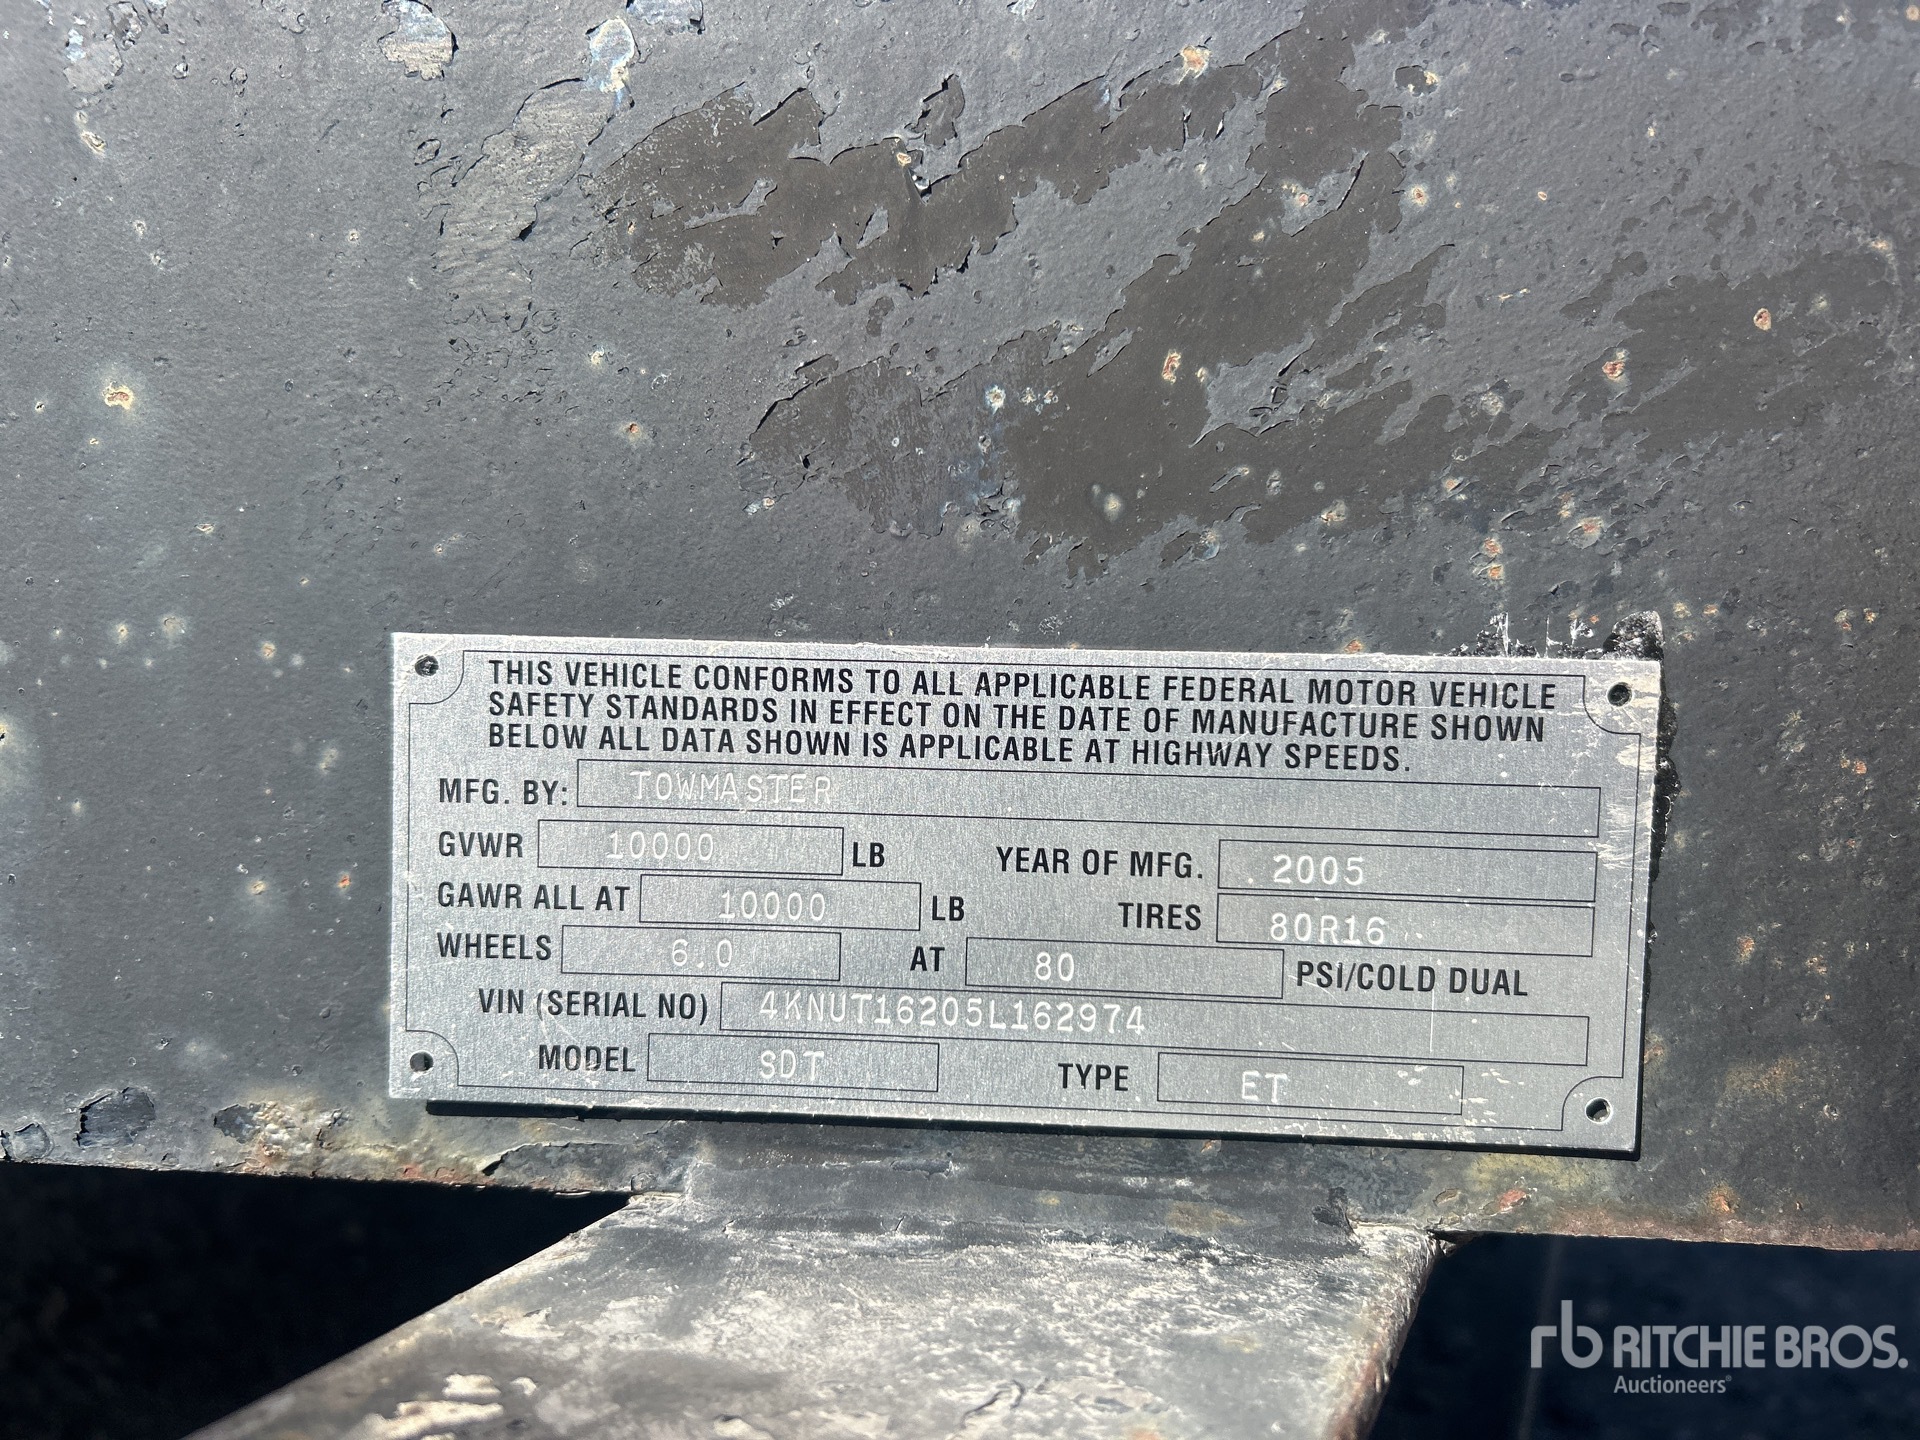 THIS VEHICLE CONFORMS TO ALL APPLICABLE FEDERAL MOTOR VEHICLE
SAFETY STANDARDS IN EFFECT ON THE DATE OF MANUFACTURE SHOWN
BELOW ALL DATA SHOWN IS APPLICABLE AT HIGHWAY SPEEDS.
MFG. BY: TOWMASTER
GVWR 10000 LB YEAR OF MFG. 2005
GAWR ALL AT 10000 LB TIRES 80R16
WHEELS 6.0 AT 80 PSI/COLD DUAL
VIN (SERIAL NO) 4KNUT16205L162974
MODEL SDT TYPE ET
rb RITCHIE BROS.
Auctioneers®